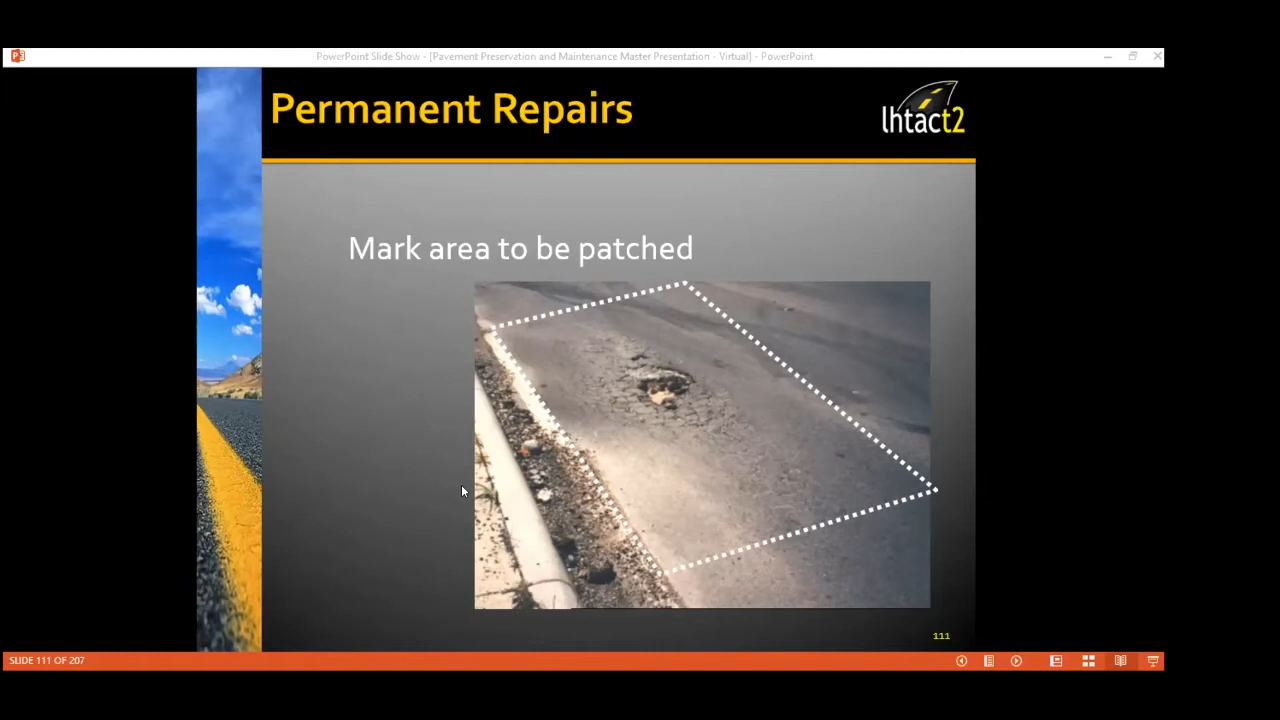 PowerPoint Slide Show - [Pavement Preservation and Maintenance Master Presentation - Virtual] - PowerPoint
Permanent Repairs
lhtact2
Mark area to be patched
111
SLIDE 111 OF 207